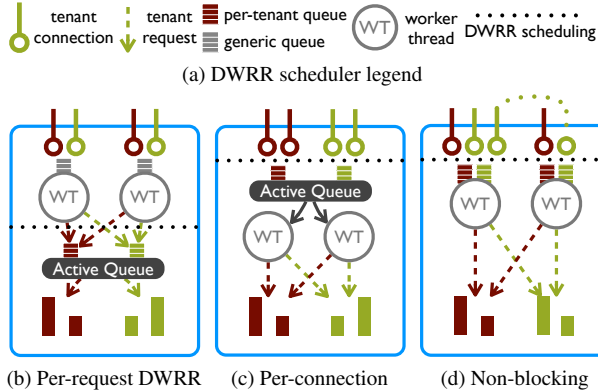 tenant connection
tenant request
per-tenant queue
generic queue
WT
worker thread
DWRR scheduling
(a) DWRR scheduler legend
WT WT
Active Queue
Active Queue
WT WT
WT WT
(b) Per-request DWRR
(c) Per-connection
(d) Non-blocking